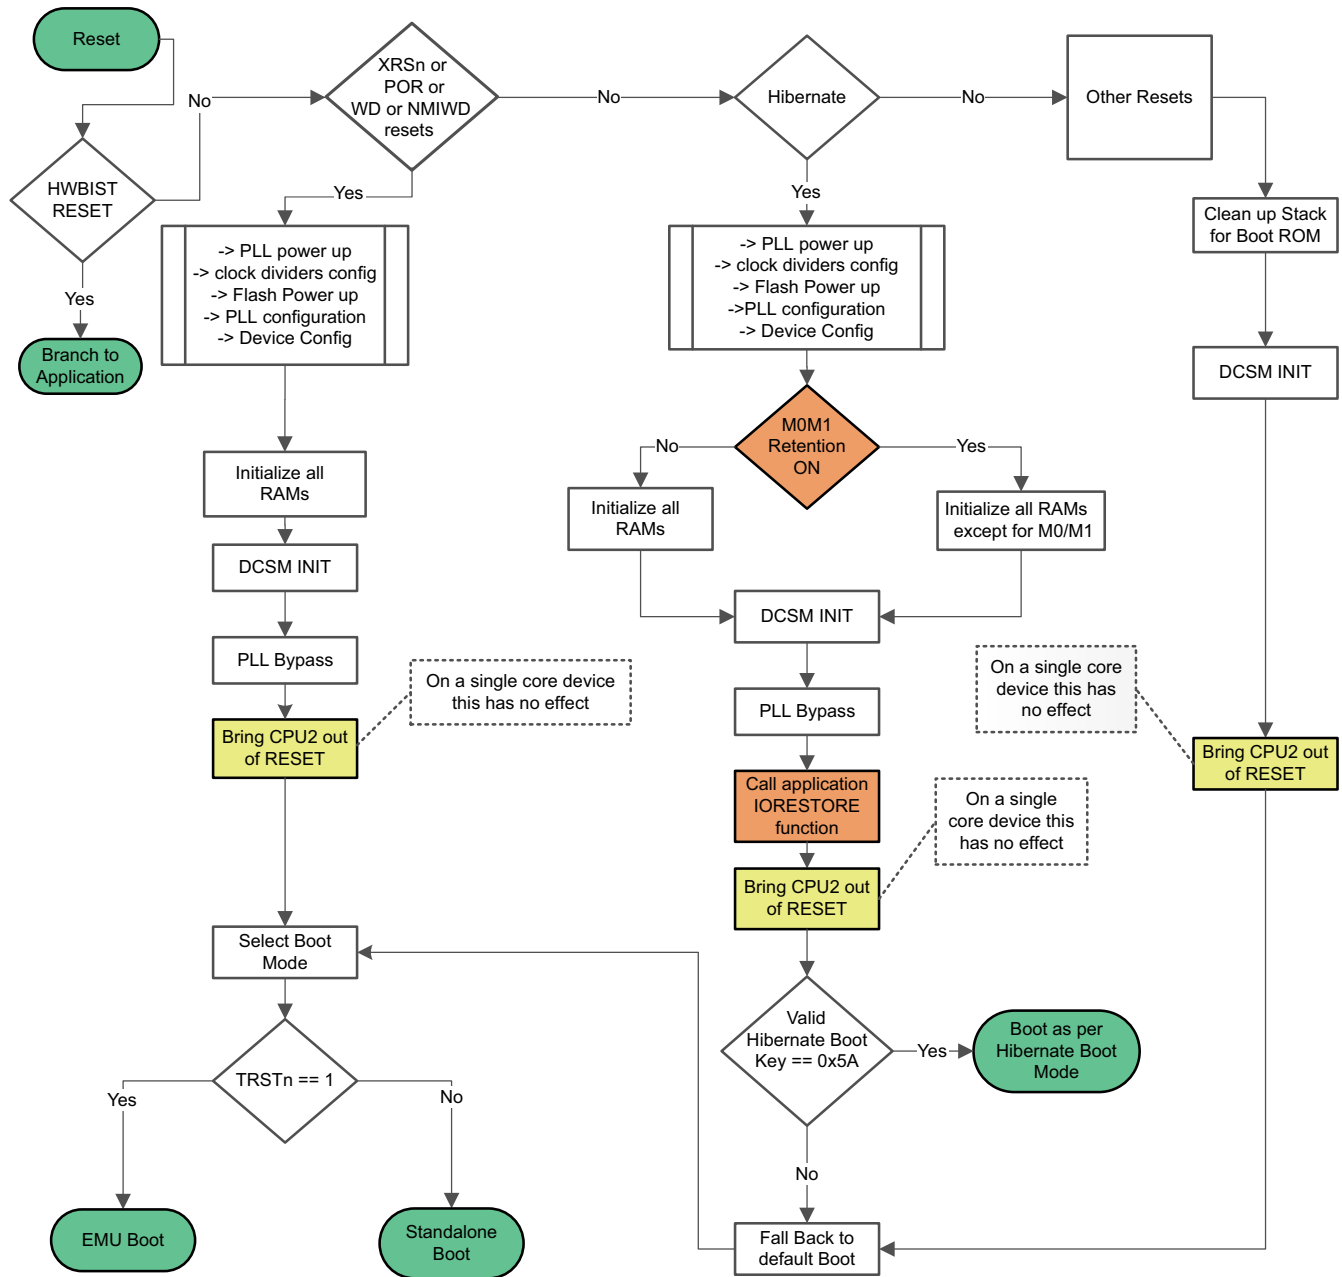 Reset
HWBIST
RESET
No
Yes
Branch to
Application
XRSn or
POR or
WD or NMIWD
resets
No
Yes
Hibernate
No
Yes
Other Resets
-> PLL power up
-> clock dividers config
-> Flash Power up
-> PLL configuration
-> Device Config
-> PLL power up
-> clock dividers config
-> Flash Power up
->PLL configuration
-> Device Config
Clean up Stack
for Boot ROM
DCSM INIT
M0M1
Retention
ON
No
Yes
Initialize all
RAMs
Initialize all
RAMs
Initialize all RAMs
except for M0/M1
DCSM INIT
DCSM INIT
PLL Bypass
PLL Bypass
On a single core device
this has no effect
On a single core
device this has
no effect
Bring CPU2 out
of RESET
Bring CPU2 out
of RESET
Call application
IORESTORE
function
On a single
core device this
has no effect
Bring CPU2 out
of RESET
Select Boot
Mode
Valid
Hibernate Boot
Key == 0x5A
Yes
Boot as per
Hibernate Boot
Mode
TRSTn == 1
Yes
No
No
EMU Boot
Standalone
Boot
Fall Back to
default Boot